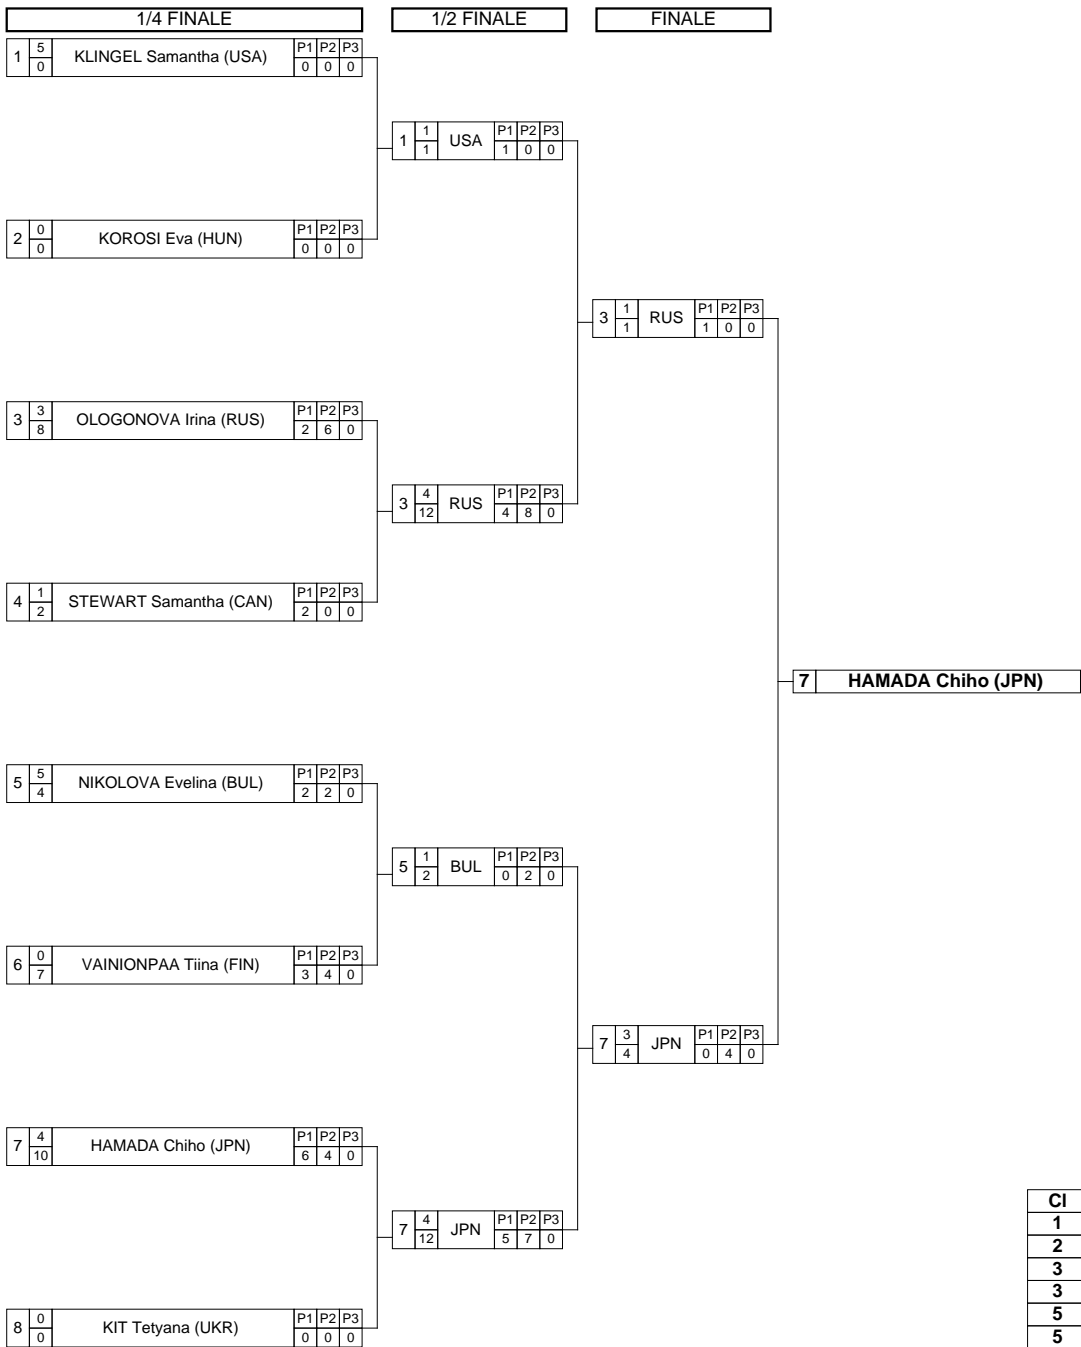 1/4 FINALE 1/2 FINALE FINALE
1 5 0 KLINGEL Samantha (USA) P1 P2 P3 0 0 0
1 1 1 USA P1 P2 P3 1 0 0
2 0 0 KOROSI Eva (HUN) P1 P2 P3 0 0 0
3 1 1 RUS P1 P2 P3 1 0 0
3 3 8 OLOGONOVA Irina (RUS) P1 P2 P3 2 6 0
3 4 12 RUS P1 P2 P3 4 8 0
4 1 2 STEWART Samantha (CAN) P1 P2 P3 2 0 0
7 HAMADA Chiho (JPN)
5 5 4 NIKOLOVA Evelina (BUL) P1 P2 P3 2 2 0
5 1 2 BUL P1 P2 P3 0 2 0
6 0 7 VAINIONPAA Tiina (FIN) P1 P2 P3 3 4 0
7 3 4 JPN P1 P2 P3 0 4 0
7 4 10 HAMADA Chiho (JPN) P1 P2 P3 6 4 0
7 4 12 JPN P1 P2 P3 5 7 0
8 0 0 KIT Tetyana (UKR) P1 P2 P3 0 0 0
Cl
1
2
3
3
5
5